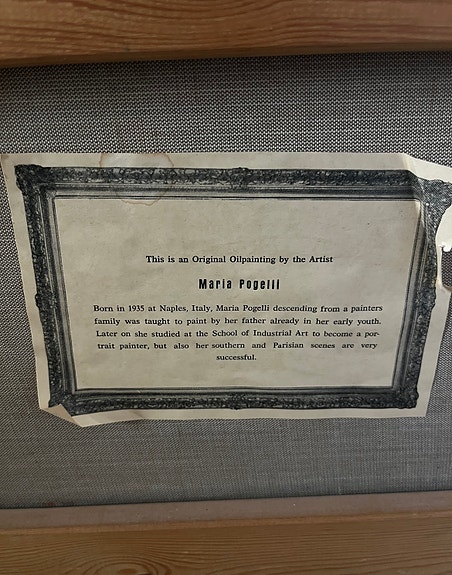 This is an Original Oilpainting by the Artist
Maria Pogelli
Born in 1935 at Naples, Italy, Maria Pogelli descending from a painters
family was taught to paint by her father already in her early youth.
Later on she studied at the School of Industrial Art to become a por-
trait painter, but also her southern and Parisian scenes are very
successful.